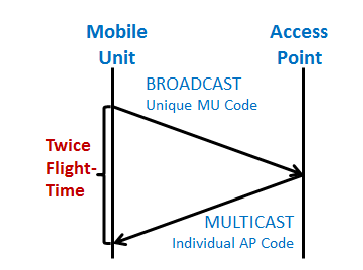 Mobile
Unit
Access
Point
BROADCAST
Unique MU Code
Twice
Flight-
Time
MULTICAST
Individual AP Code